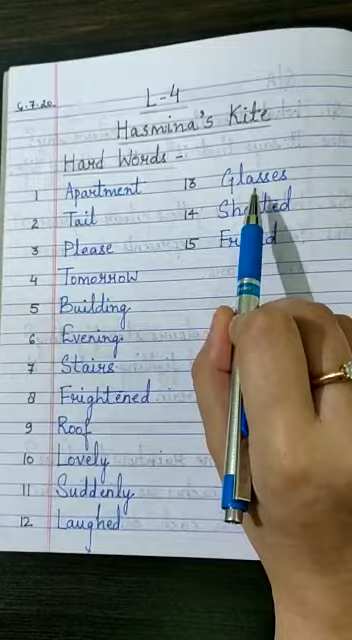 6.7.20.
L-4
Hasmina's Kite
Hard Words -
1 Apartment
2 Tail
3 Please
4 Tomorrow
5 Building
6 Evening
7 Stairs
8 Frightened
9 Roof
10 Lovely
11 Suddenly
12 Laughed
13 Glasses
14
15